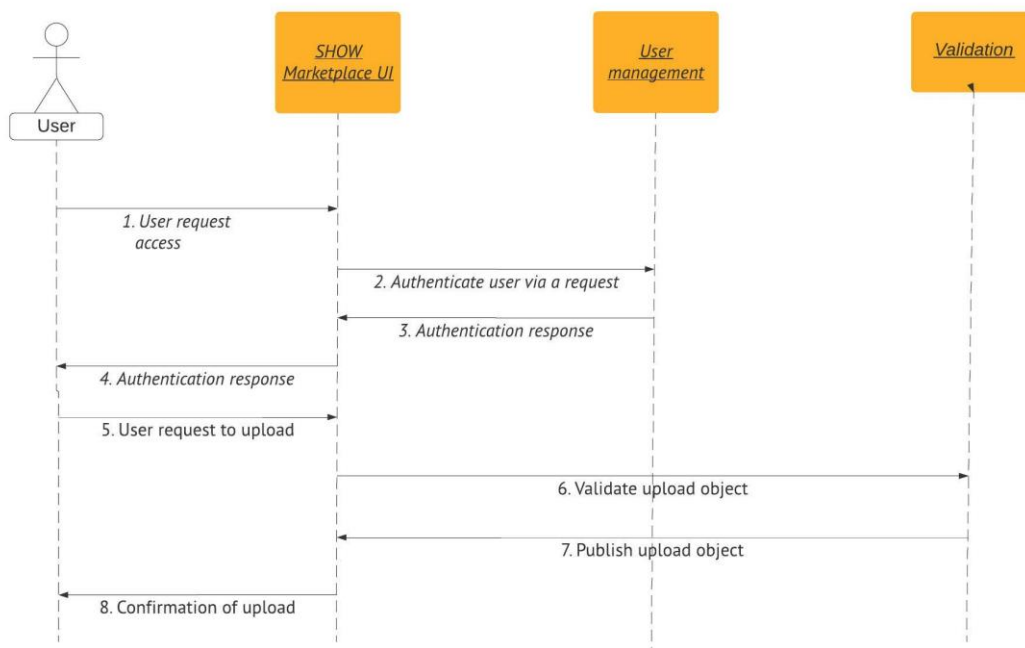 SHOW
Marketplace UI
User
management
Validation
User
1. User request
access
2. Authenticate user via a request
3. Authentication response
4. Authentication response
5. User request to upload
6. Validate upload object
7. Publish upload object
8. Confirmation of upload